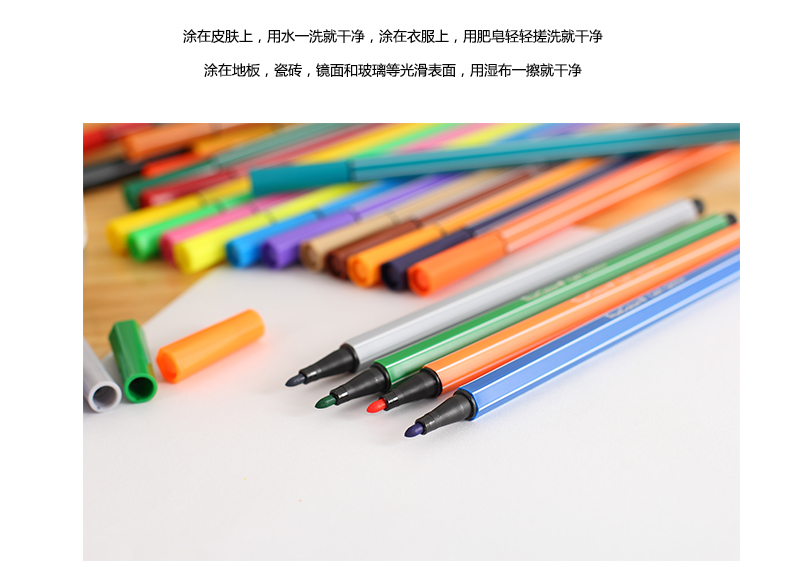 涂在皮肤上，用水一洗就干净，涂在衣服上，用肥皂轻轻搓洗就干净
涂在地板，瓷砖，镜面和玻璃等光滑表面，用湿布一擦就干净